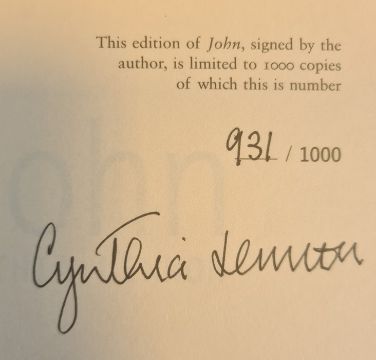 This edition of John, signed by the
author, is limited to 1000 copies
of which this is number
931 / 1000
Cynthia Lennon